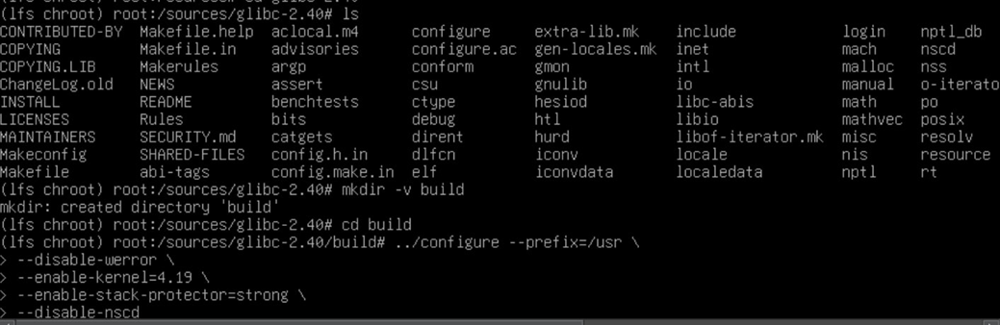 (lfs chroot) root:/sources/glibc-2.40# ls
CONTRIBUTED-BY Makefile.help aclocal.m4 configure extra-lib.mk include login nptl_db
COPYING Makefile.in advisories configure.ac gen-locales.mk inet mach nscd
COPYING.LIB Makerules argp conform gmon intl malloc nss
ChangeLog.old NEWS assert csu gnulib io manual o-iterato
INSTALL README benchtests ctype hesiod libc-abis math po
LICENSES Rules bits debug htl libio mathvec posix
MAINTAINERS SECURITY.md catgets dirent hurd libof-iterator.mk misc resolv
Makeconfig SHARED-FILES config.h.in dlfcn iconv locale nis resource
Makefile abi-tags config.make.in elf iconvdata localedata nptl rt
(lfs chroot) root:/sources/glibc-2.40# mkdir -v build
mkdir: created directory 'build'
(lfs chroot) root:/sources/glibc-2.40# cd build
(lfs chroot) root:/sources/glibc-2.40/build# ../configure --prefix=/usr \
> --disable-werror \
> --enable-kernel=4.19 \
> --enable-stack-protector=strong \
> --disable-nscd